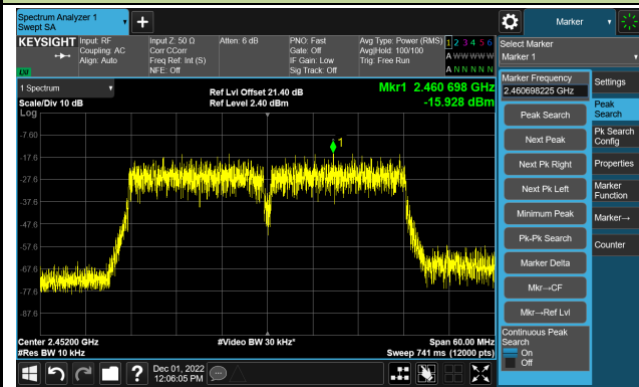 Spectrum Analyzer 1
Swept SA
Marker
KEYSIGHT
Input: RF
Coupling: AC
Align: Auto
Input Z: 50 Ω
Corr CCorr
Freq Ref: Int (S)
NFE: Off
Atten: 6 dB
PNO: Fast
Gate: Off
IF Gain: Low
Sig Track: Off
Avg Type: Power (RMS)
Avg|Hold: 100/100
Trig: Free Run
1 2 3 4 5 6
A W W W W W
A N N N N N
Select Marker
Marker 1
1 Spectrum
Scale/Div 10 dB
Log
Ref Lvl Offset 21.40 dB
Ref Level 2.40 dBm
Mkr1 2.460 698 GHz
-15.928 dBm
1
-7.60
-17.6
-27.6
-37.6
-47.6
-57.6
-67.6
-77.6
-87.6
Center 2.45200 GHz
#Res BW 10 kHz
#Video BW 30 kHz*
Span 60.00 MHz
Sweep 741 ms (12000 pts)
Marker Frequency
2.460698225 GHz
Peak Search
Next Peak
Next Pk Right
Next Pk Left
Minimum Peak
Pk-Pk Search
Marker Delta
Mkr→CF
Mkr→Ref Lvl
Continuous Peak
Search
On
Off
Settings
Peak
Search
Pk Search
Config
Properties
Marker
Function
Marker→
Counter
Dec 01, 2022
12:06:05 PM